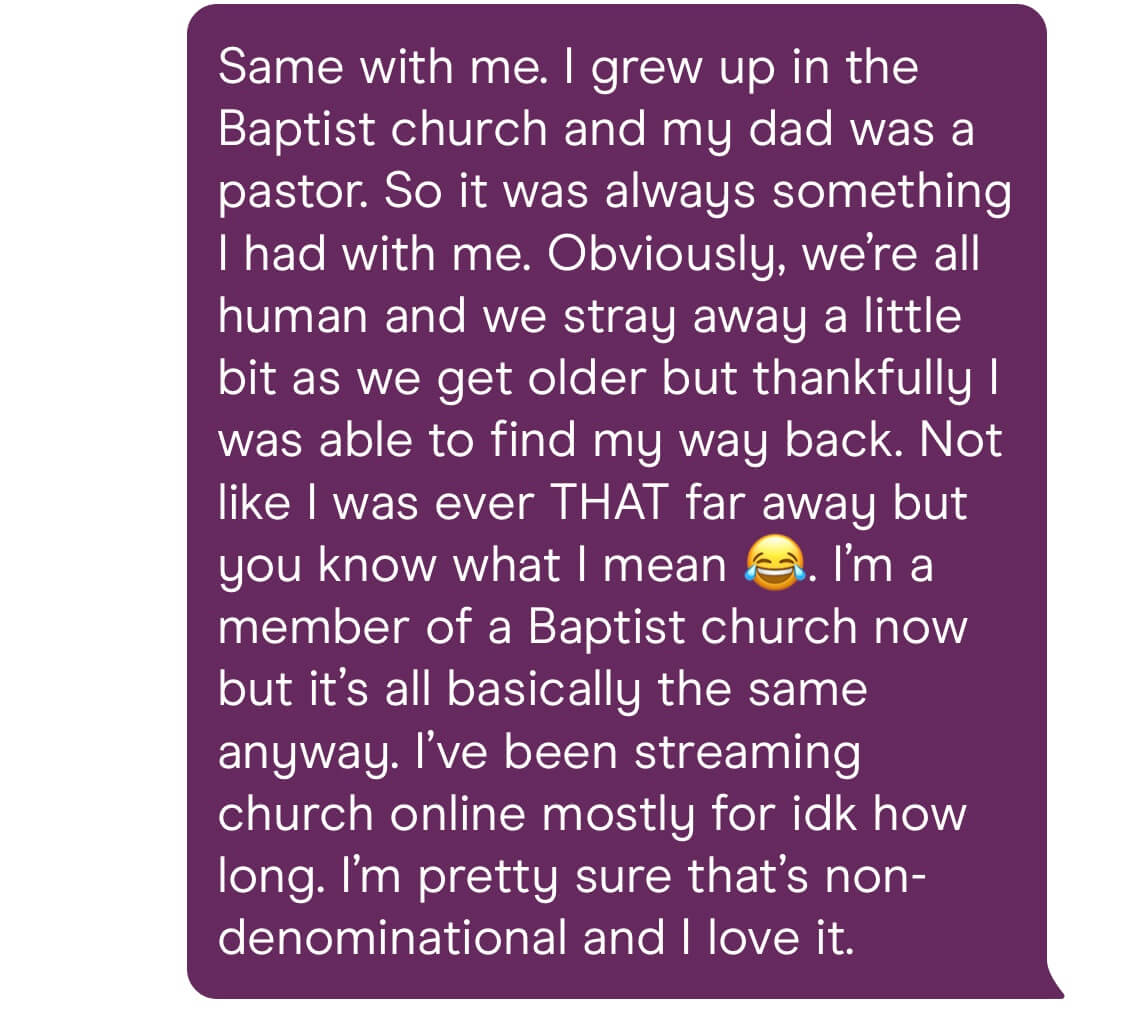 Same with me. I grew up in the
Baptist church and my dad was a
pastor. So it was always something
I had with me. Obviously, we’re all
human and we stray away a little
bit as we get older but thankfully I
was able to find my way back. Not
like I was ever THAT far away but
you know what I mean 😂. I’m a
member of a Baptist church now
but it’s all basically the same
anyway. I’ve been streaming
church online mostly for idk how
long. I’m pretty sure that’s non-
denominational and I love it.